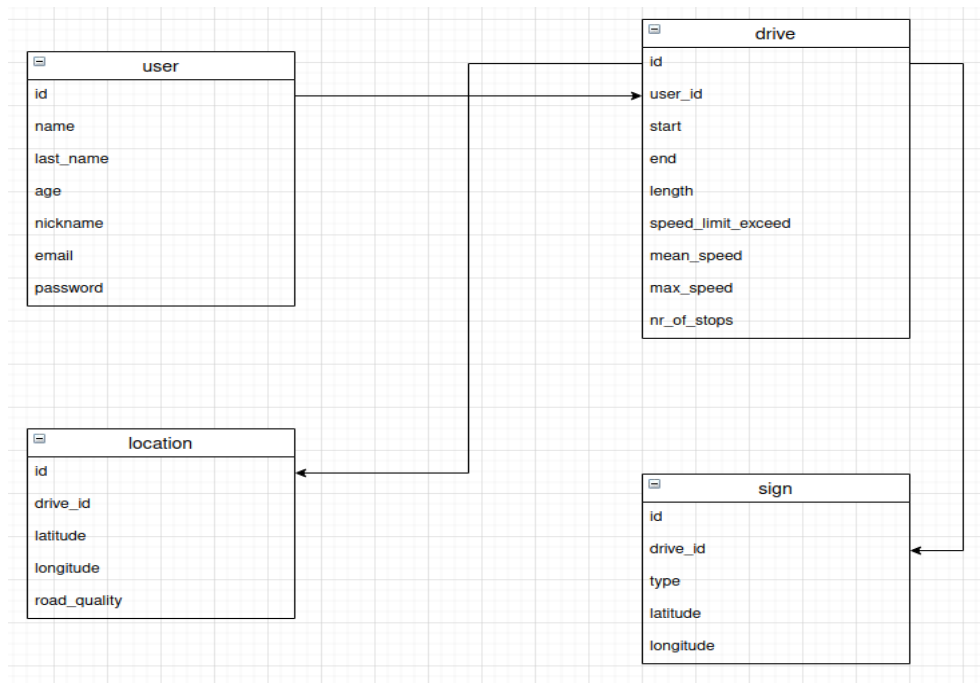 user
id
name
last_name
age
nickname
email
password
drive
id
user_id
start
end
length
speed_limit_exceed
mean_speed
max_speed
nr_of_stops
location
id
drive_id
latitude
longitude
road_quality
sign
id
drive_id
type
latitude
longitude